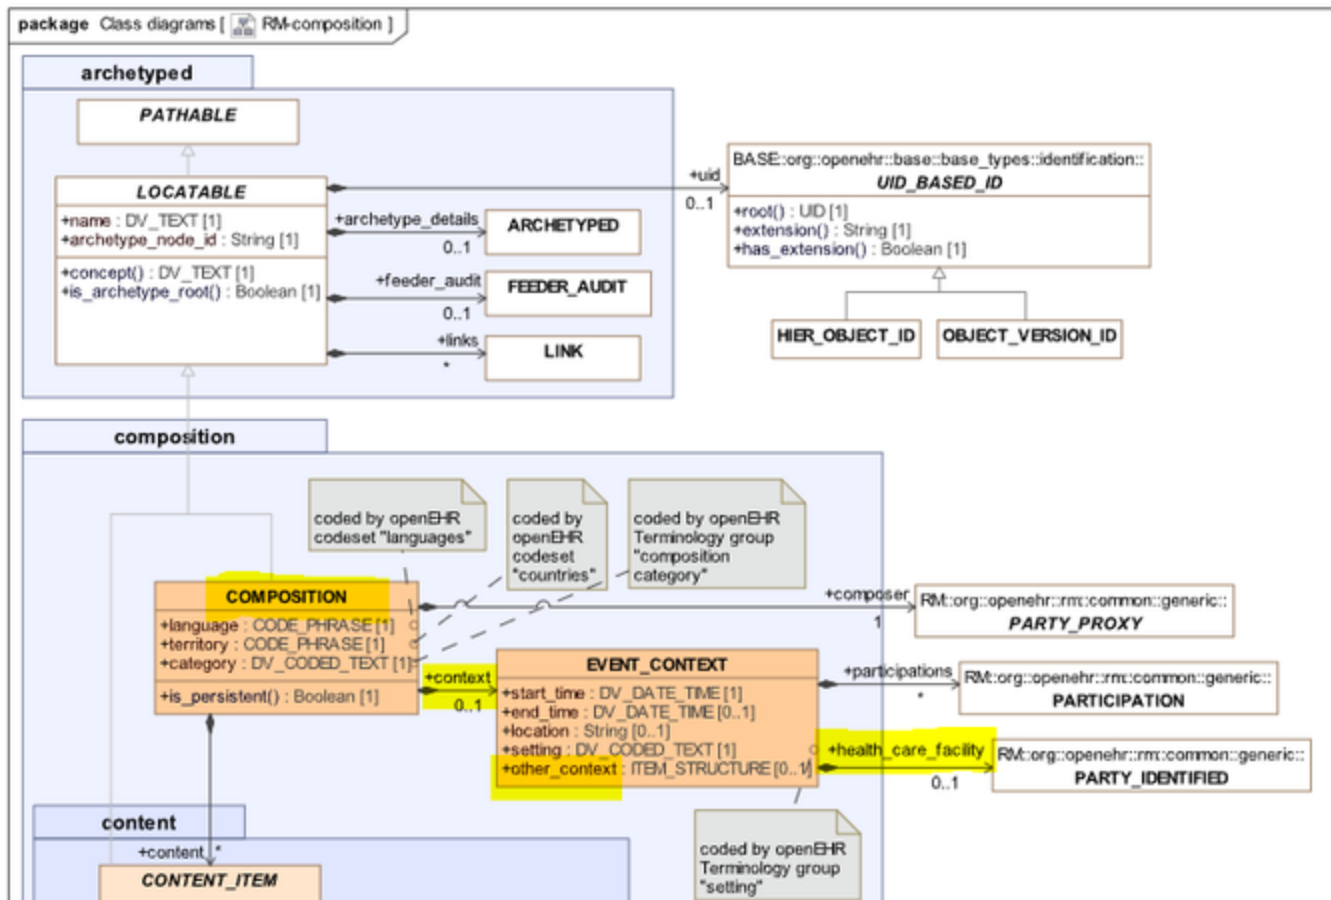 package Class diagrams [ RM-composition ]
archetyped
PATHABLE
LOCATABLE
+name : DV_TEXT [1]
+archetype_node_id : String [1]
+concept() : DV_TEXT [1]
+is_archetype_root() : Boolean [1]
+archetype_details
0..1
ARCHETYPED
+feeder_audit
0..1
FEEDER_AUDIT
+links
*
LINK
+uid
0..1
BASE::org::openehr::base::base_types::identification::
UID_BASED_ID
+root() : UID [1]
+extension() : String [1]
+has_extension() : Boolean [1]
HIER_OBJECT_ID
OBJECT_VERSION_ID
composition
coded by openEHR
codeset "languages"
coded by
openEHR
codeset
"countries"
coded by openEHR
Terminology group
"composition
category"
COMPOSITION
+language : CODE_PHRASE [1]
+territory : CODE_PHRASE [1]
+category : DV_CODED_TEXT [1]
+is_persistent() : Boolean [1]
+composer
1
RM::org::openehr::rm::common::generic::
PARTY_PROXY
+context
0..1
EVENT_CONTEXT
+start_time : DV_DATE_TIME [1]
+end_time : DV_DATE_TIME [0..1]
+location : String [0..1]
+setting : DV_CODED_TEXT [1]
+other_context : ITEM_STRUCTURE [0..1]
+participations
*
RM::org::openehr::rm::common::generic::
PARTICIPATION
+health_care_facility
0..1
RM::org::openehr::rm::common::generic::
PARTY_IDENTIFIED
coded by openEHR
Terminology group
"setting"
content
+content *
CONTENT_ITEM